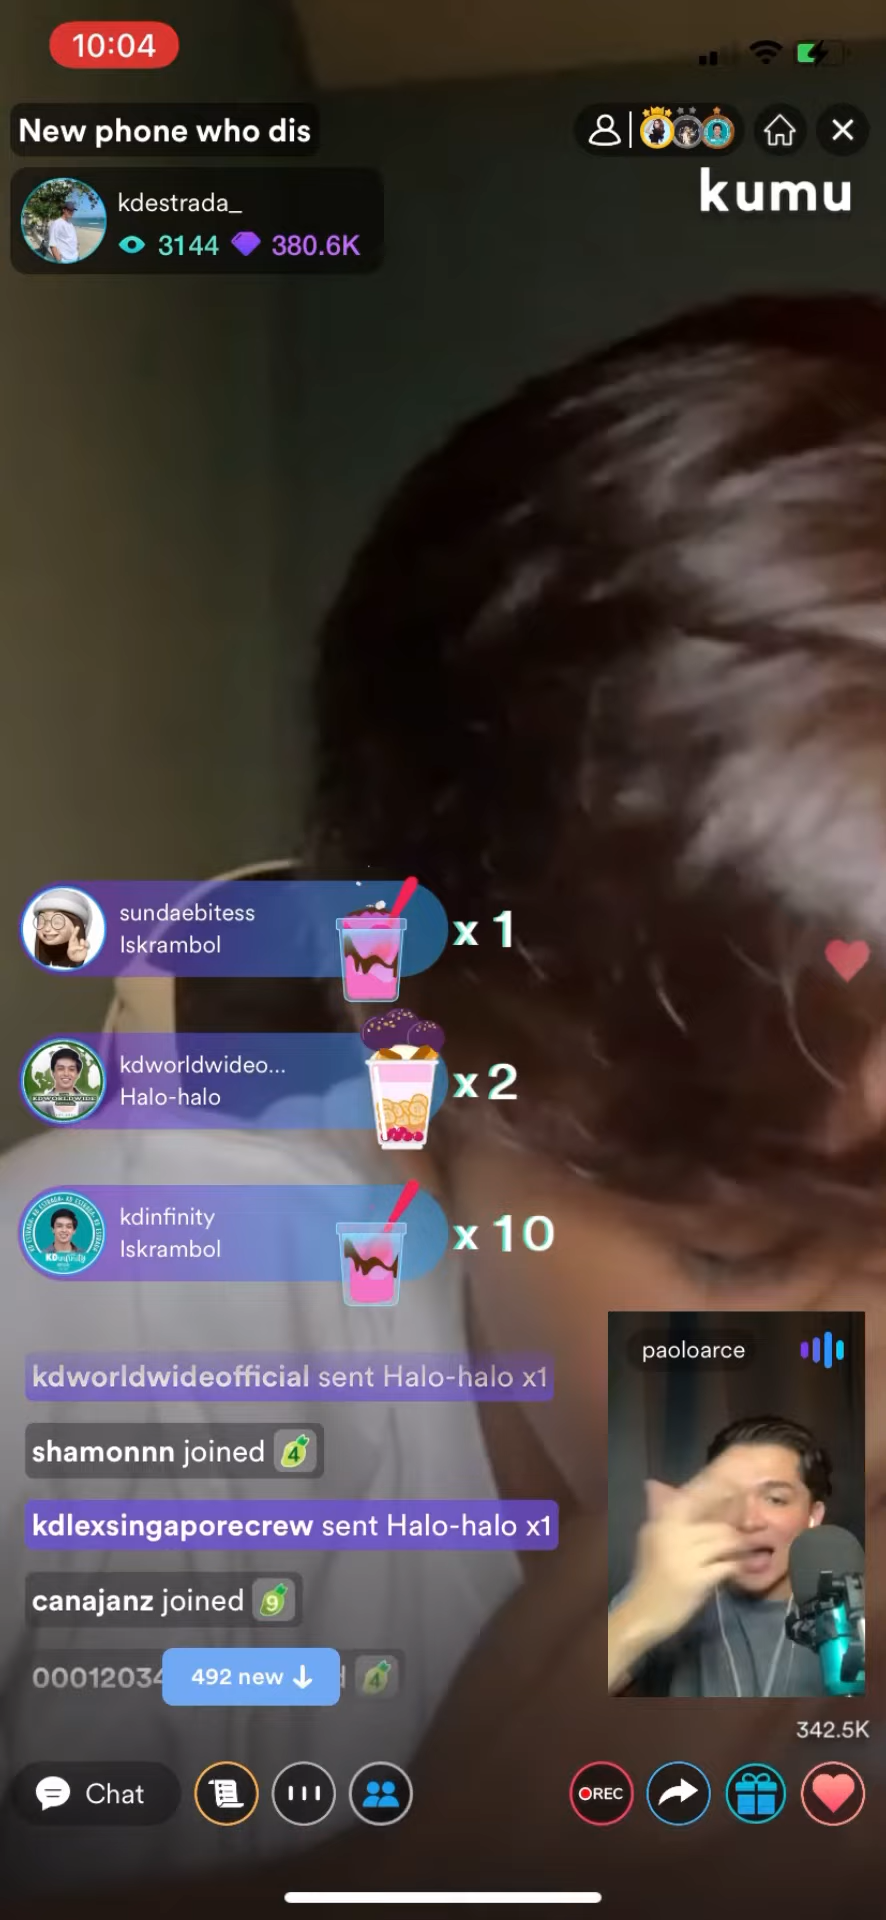 10:04
New phone who dis
kumu
kdestrada_
3144 380.6K
sundaebitess
Iskrambol
x 1
kdworldwideo...
Halo-halo
x 2
kdinfinity
Iskrambol
x 10
kdworldwideofficial sent Halo-halo x1
shamonnn joined 4
kdlexsingaporecrew sent Halo-halo x1
canajanz joined 9
00012034
492 new
4
paoloarce
342.5K
Chat
REC